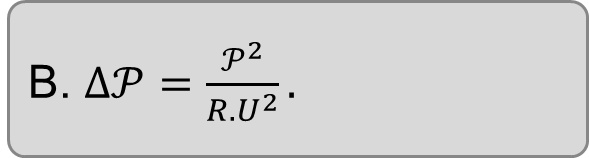 B. Δ𝒫 = 𝒫²/R.U².